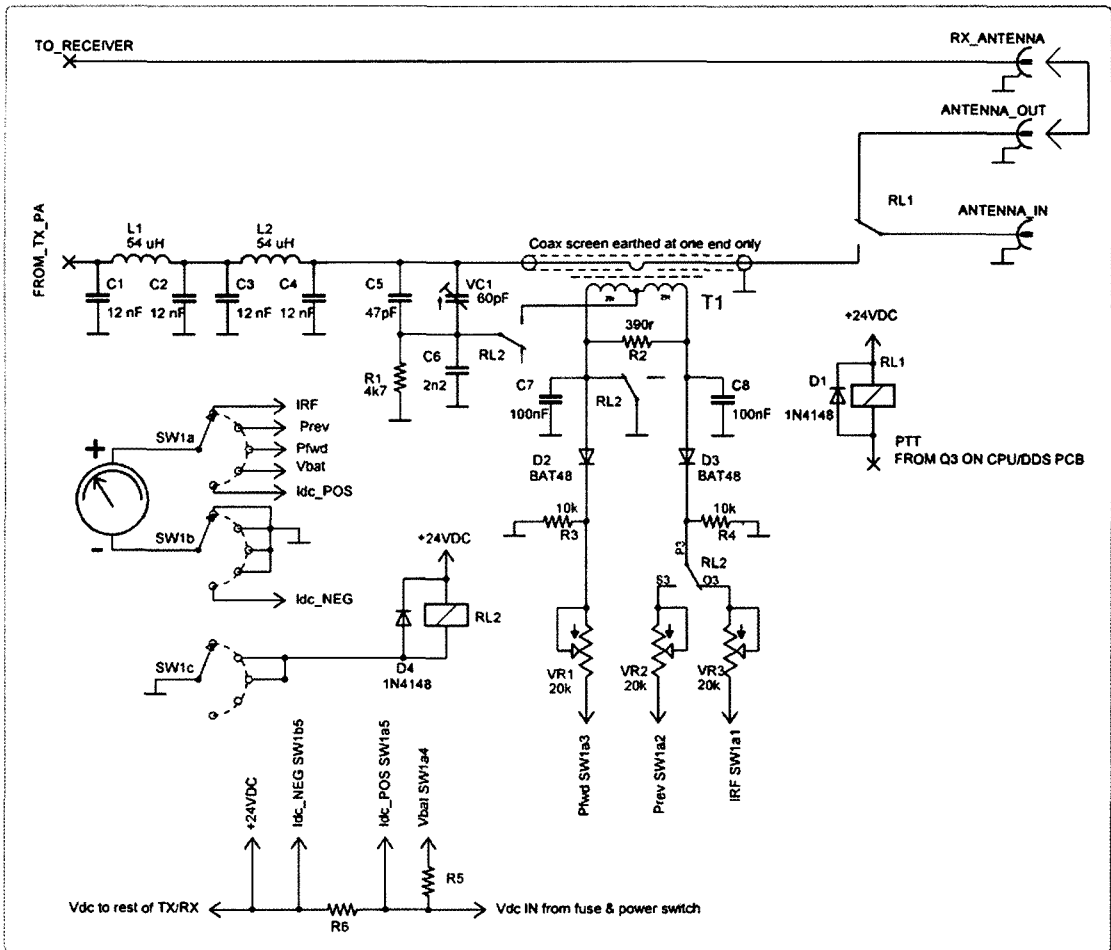 TO_RECEIVER
RX_ANTENNA
ANTENNA_OUT
RL1
ANTENNA_IN
FROM_TX_PA
L1
54 uH
L2
54 uH
Coax screen earthed at one end only
C1
12 nF
C2
12 nF
C3
12 nF
C4
12 nF
C5
47pF
VC1
60pF
T1
R1
4k7
C6
2n2
RL2
390r
R2
C7
100nF
RL2
C8
100nF
+24VDC
RL1
D1
1N4148
PTT
FROM Q3 ON CPU/DDS PCB
D2
BAT48
D3
BAT48
10k
R3
10k
R4
P3
RL2
S3
O3
VR1
20k
VR2
20k
VR3
20k
Pfwd SW1a3
Prev SW1a2
IRF SW1a1
+
-
SW1a
IRF
Prev
Pfwd
Vbat
Idc_POS
SW1b
Idc_NEG
SW1c
+24VDC
RL2
D4
1N4148
+24VDC
Idc_NEG SW1b5
Idc_POS SW1a5
Vbat SW1a4
R5
Vdc to rest of TX/RX
R6
Vdc IN from fuse & power switch